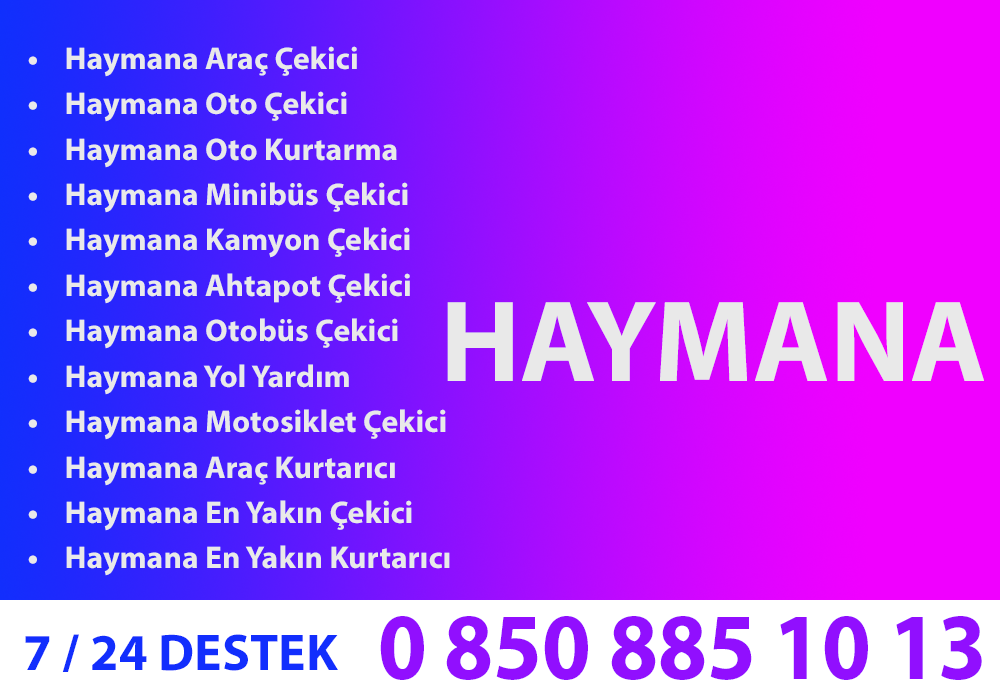 • Haymana Araç Çekici
• Haymana Oto Çekici
• Haymana Oto Kurtarma
• Haymana Minibüs Çekici
• Haymana Kamyon Çekici
• Haymana Ahtapot Çekici
• Haymana Otobüs Çekici
• Haymana Yol Yardım
• Haymana Motosiklet Çekici
• Haymana Araç Kurtarıcı
• Haymana En Yakın Çekici
• Haymana En Yakın Kurtarıcı
HAYMANA
7 / 24 DESTEK 0 850 885 10 13